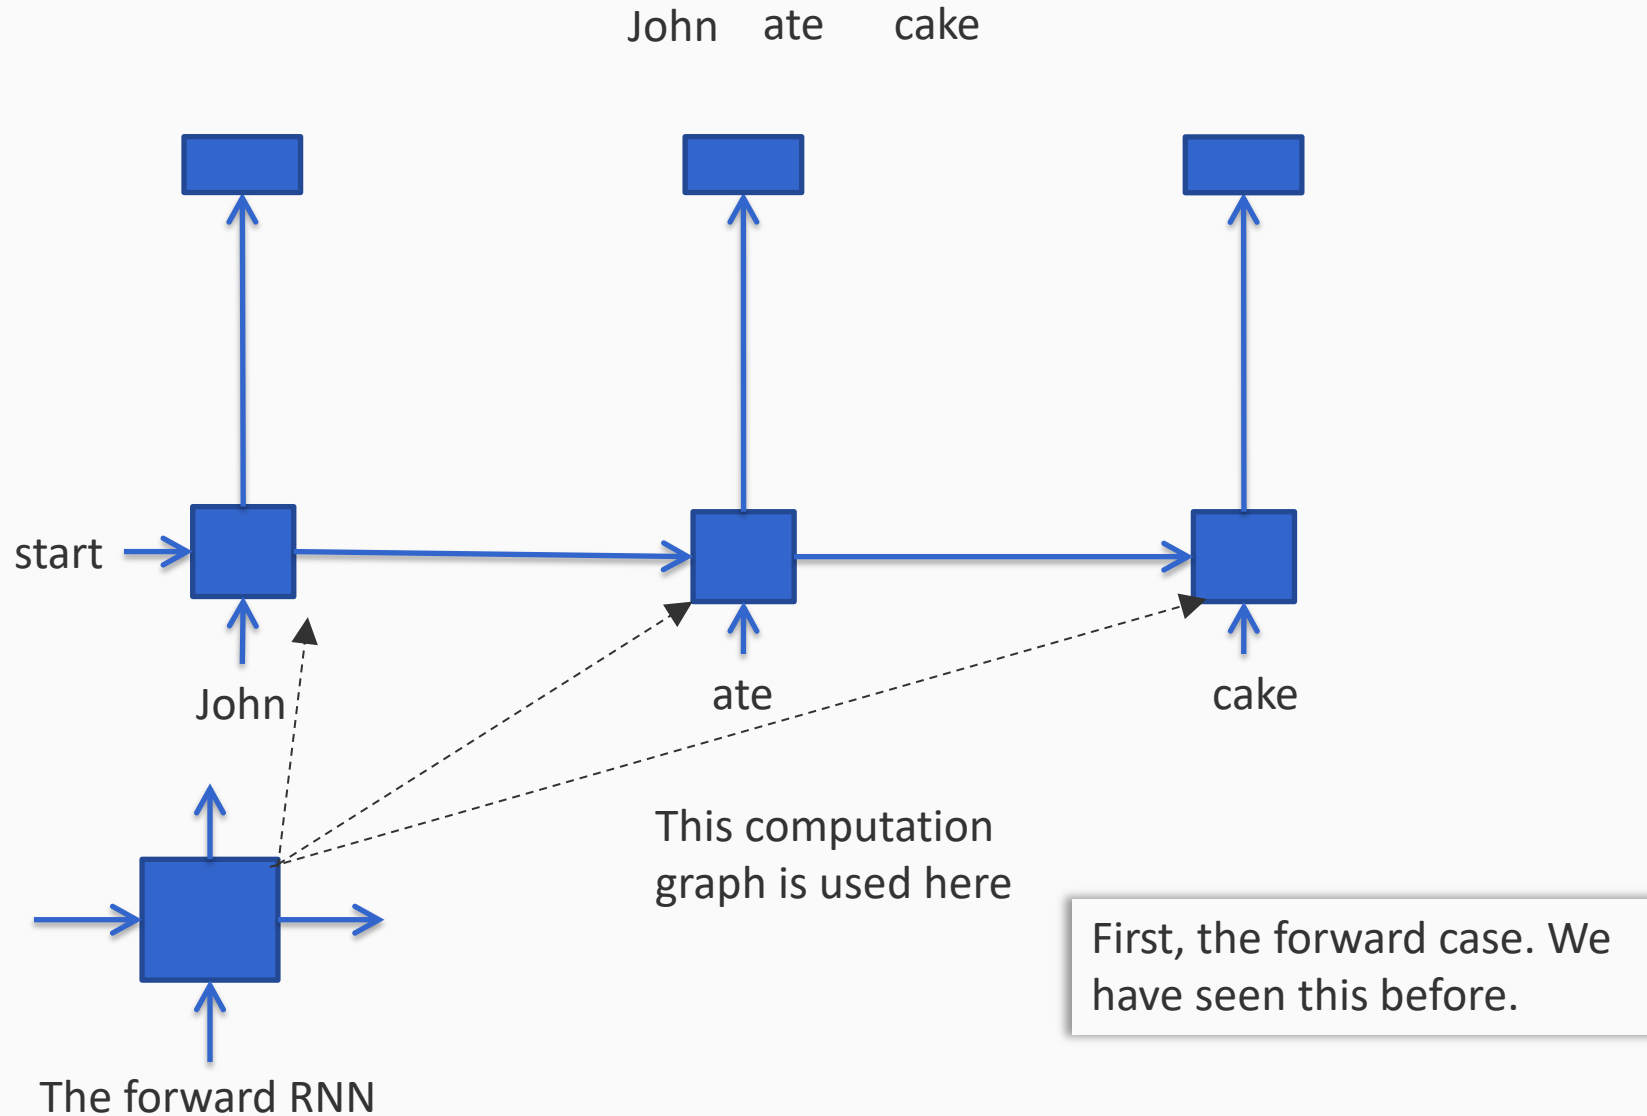 John ate cake
start
John
ate
cake
This computation
graph is used here
First, the forward case. We
have seen this before.
The forward RNN